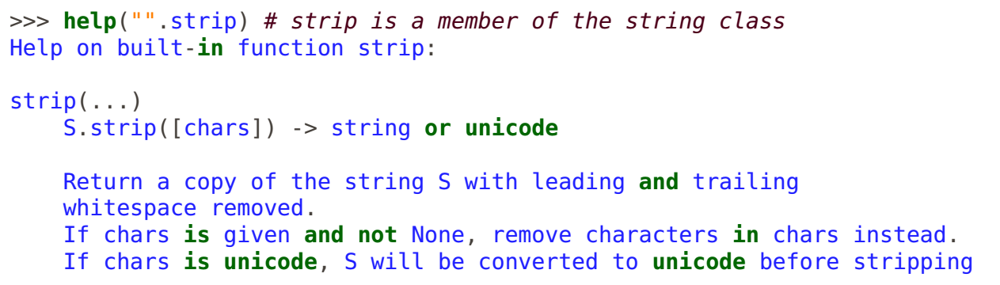 >>> help("".strip) # strip is a member of the string class
Help on built-in function strip:
strip(...)
    S.strip([chars]) -> string or unicode
    Return a copy of the string S with leading and trailing
    whitespace removed.
    If chars is given and not None, remove characters in chars instead.
    If chars is unicode, S will be converted to unicode before stripping